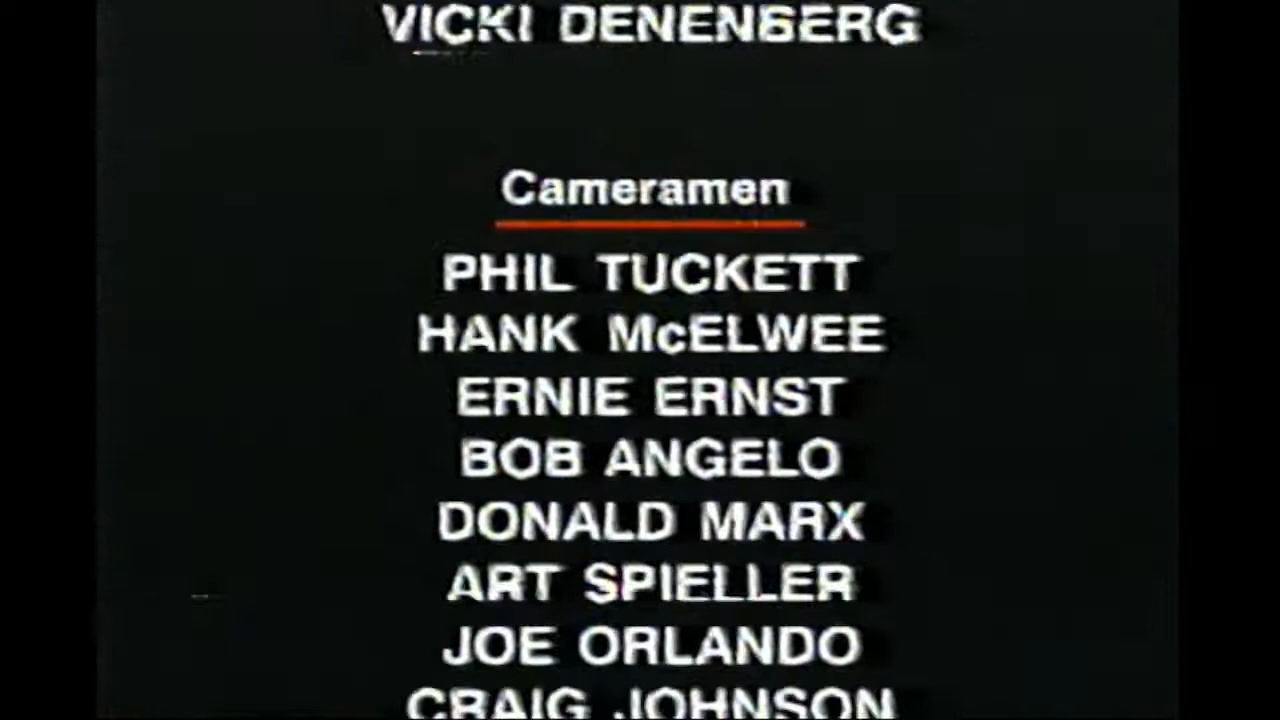 VICKI DENENBERG
Cameramen
PHIL TUCKETT
HANK McELWEE
ERNIE ERNST
BOB ANGELO
DONALD MARX
ART SPIELLER
JOE ORLANDO
CRAIG JOHNSON